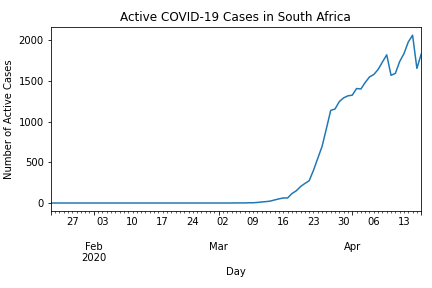 Active COVID-19 Cases in South Africa
Number of Active Cases
2000
1500
1000
500
0
27 03 10 17 24 02 09 16 23 30 06 13
Feb Mar Apr
2020
Day